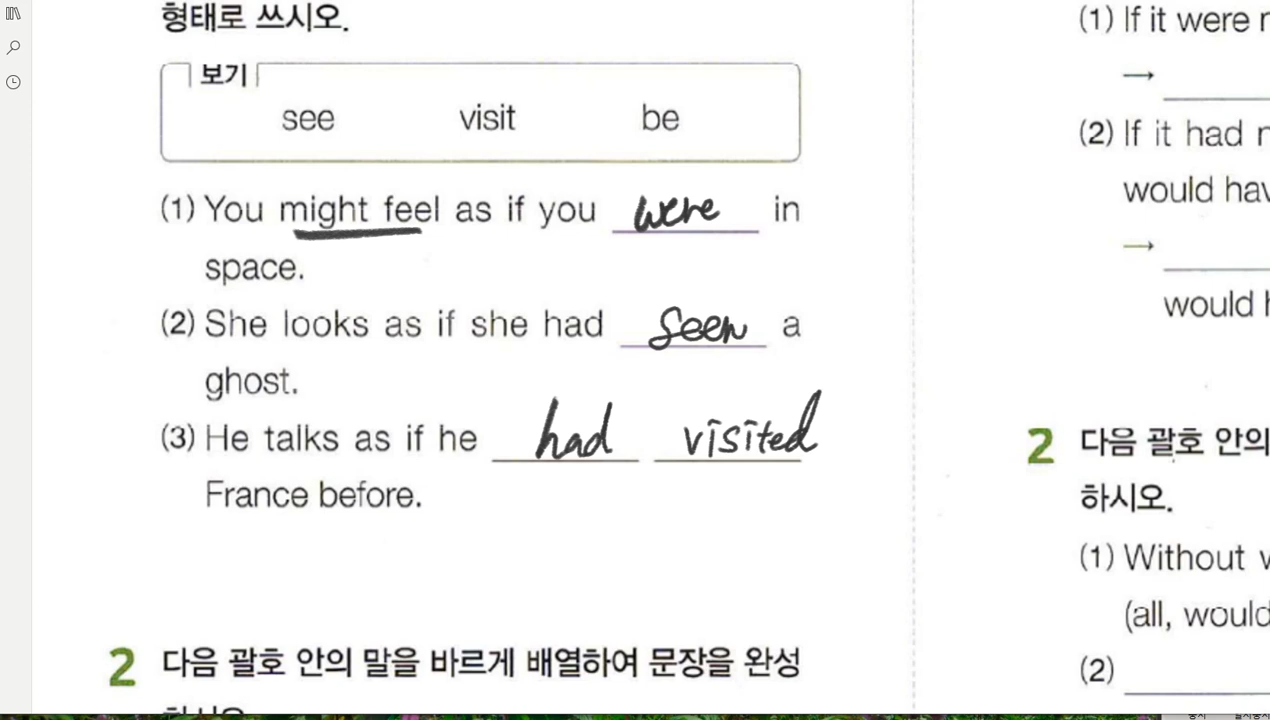 형태로 쓰시오.
보기
see visit be
(1) You might feel as if you were in
space.
(2) She looks as if she had seen a
ghost.
(3) He talks as if he had visited
France before.
2 다음 괄호 안의 말을 바르게 배열하여 문장을 완성
(1) If it were
→
(2) If it had
would
→
would
2 다음 괄호 안의
하시오.
(1) Without
(all, would
(2)